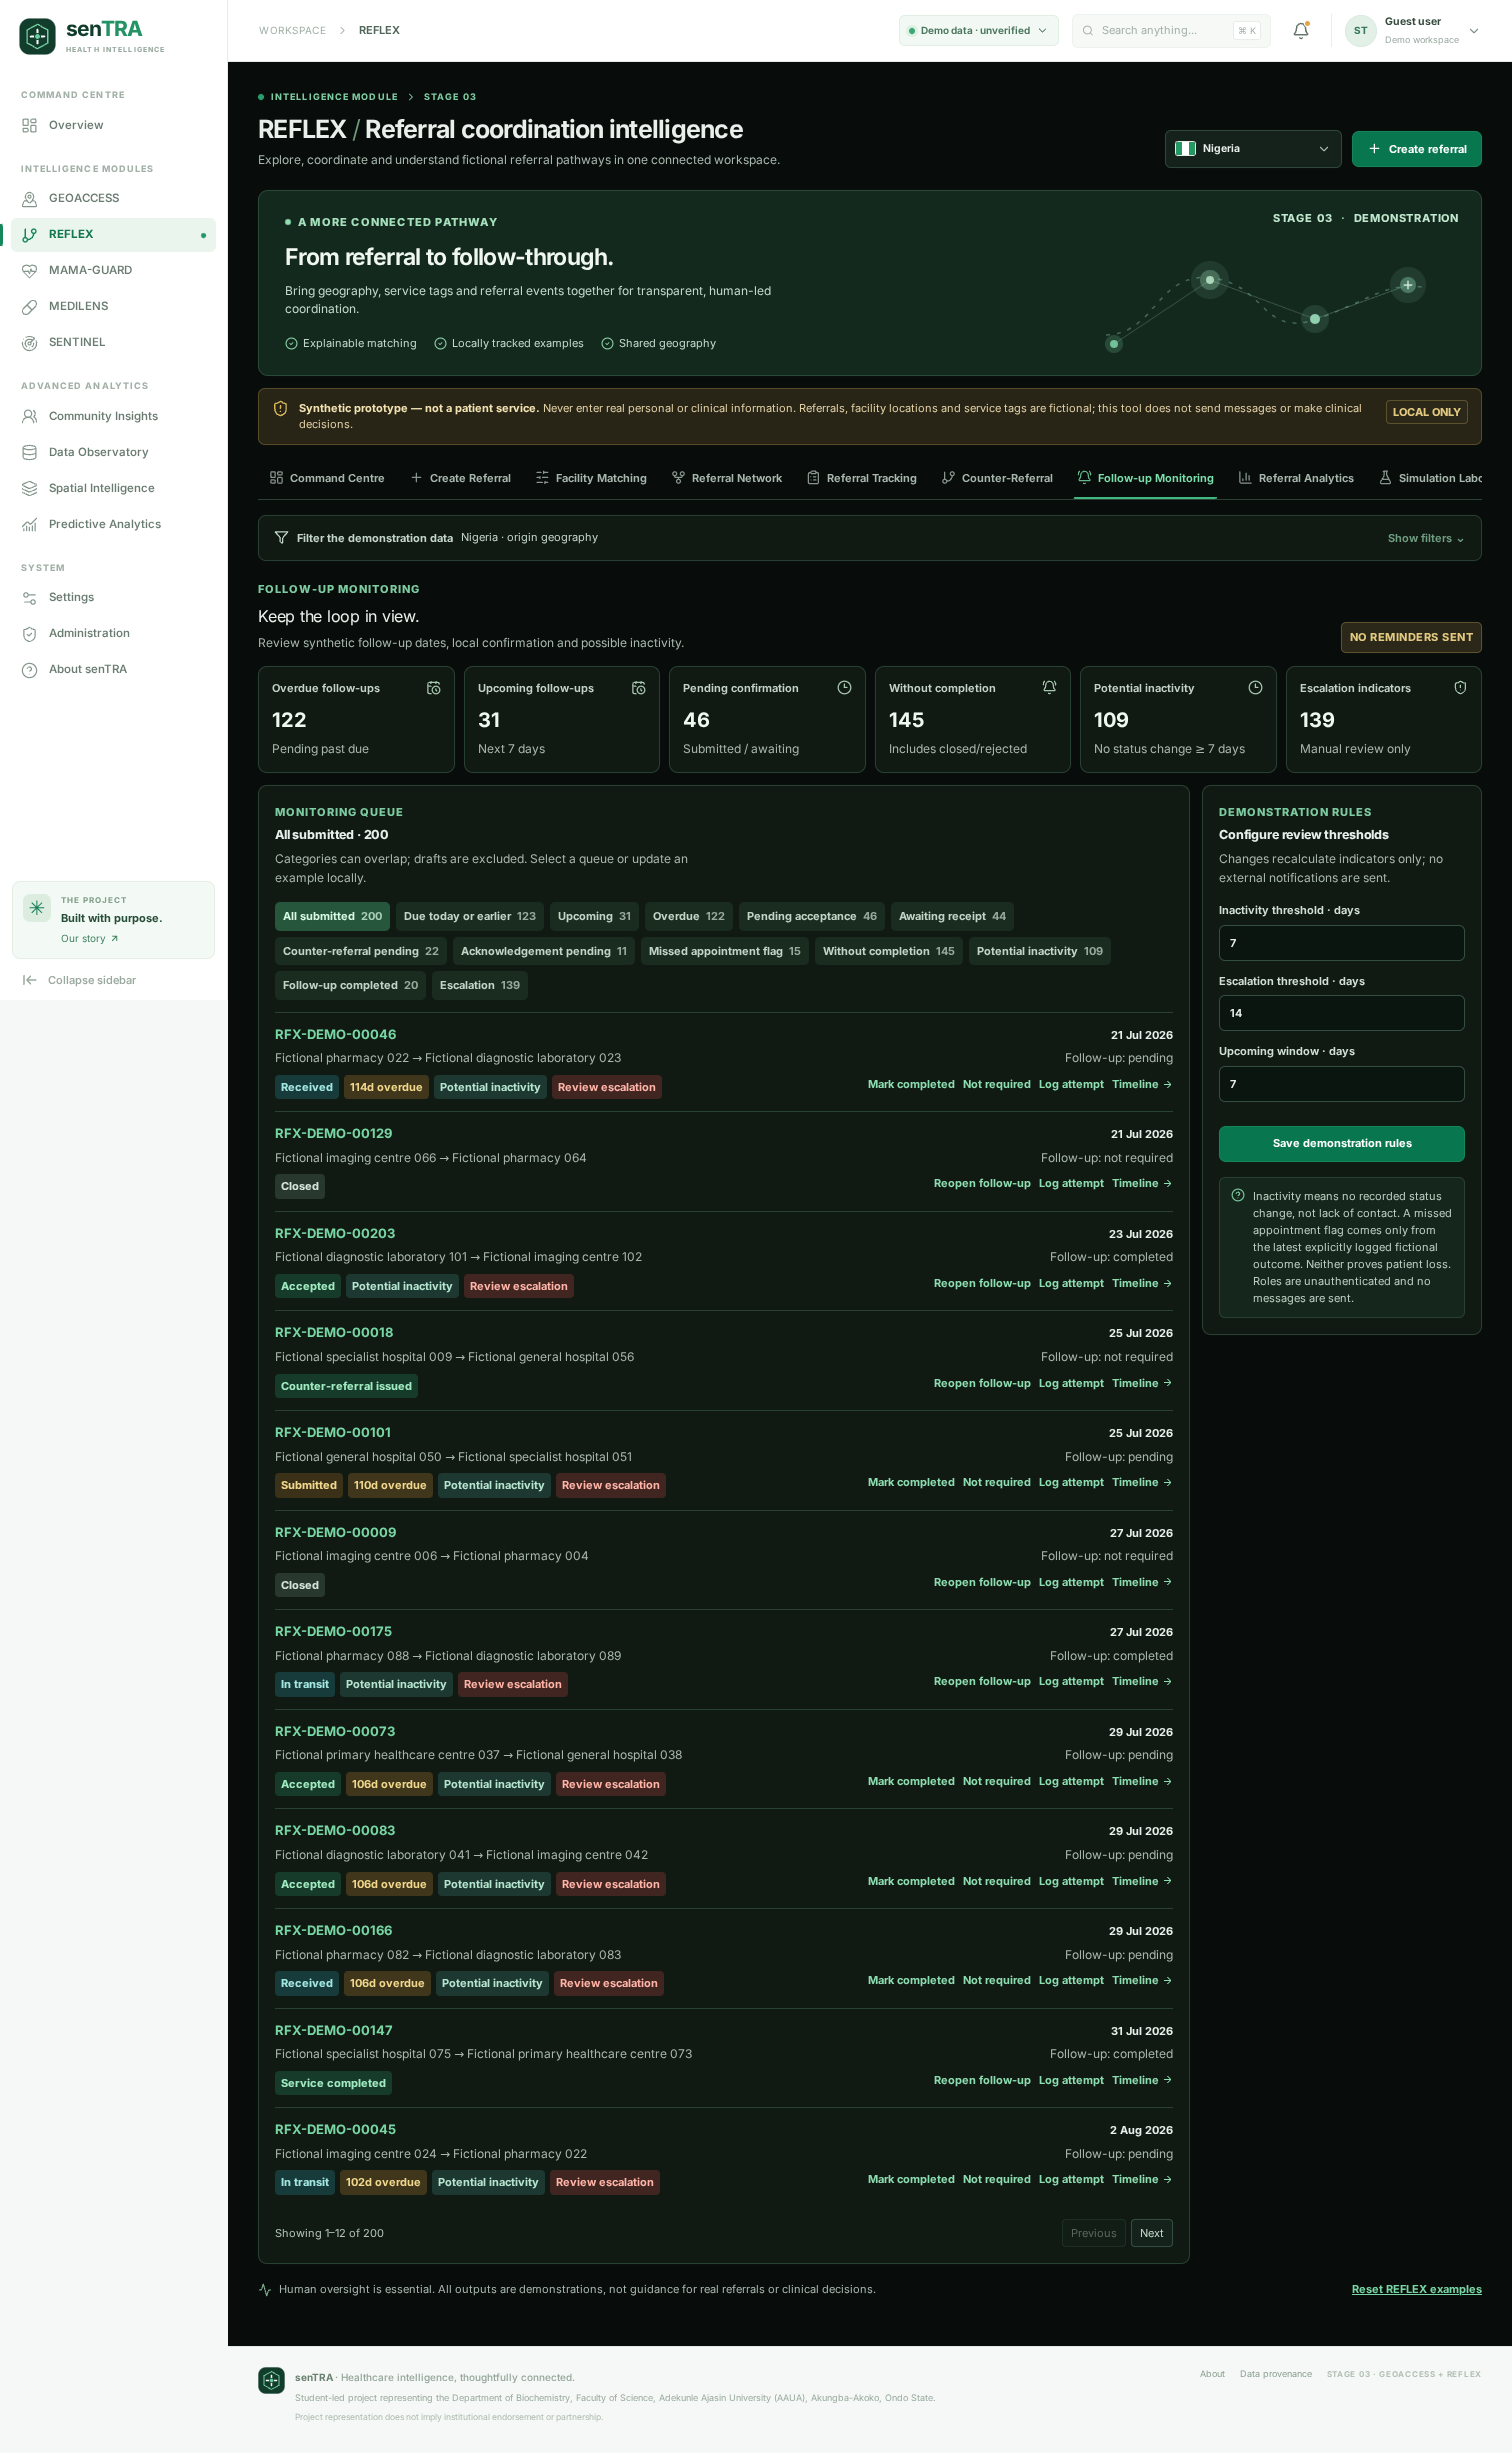 senTRA
HEALTH INTELLIGENCE
COMMAND CENTRE
Overview
INTELLIGENCE MODULES
GEOACCESS
REFLEX
MAMA-GUARD
MEDILENS
SENTINEL
ADVANCED ANALYTICS
Community Insights
Data Observatory
Spatial Intelligence
Predictive Analytics
SYSTEM
Settings
Administration
About senTRA
THE PROJECT
Built with purpose.
Our story ↗
Collapse sidebar
WORKSPACE > REFLEX
Demo data · unverified
Search anything... ⌘ K
ST
Guest user
Demo workspace
INTELLIGENCE MODULE > STAGE 03
REFLEX / Referral coordination intelligence
Explore, coordinate and understand fictional referral pathways in one connected workspace.
Nigeria
+ Create referral
A MORE CONNECTED PATHWAY
STAGE 03 · DEMONSTRATION
From referral to follow-through.
Bring geography, service tags and referral events together for transparent, human-led
coordination.
Explainable matching Locally tracked examples Shared geography
Synthetic prototype — not a patient service. Never enter real personal or clinical information. Referrals, facility locations and service tags are fictional; this tool does not send messages or make clinical
decisions.
LOCAL ONLY
Command Centre Create Referral Facility Matching Referral Network Referral Tracking Counter-Referral Follow-up Monitoring Referral Analytics Simulation Labo
Filter the demonstration data Nigeria · origin geography Show filters
FOLLOW-UP MONITORING
Keep the loop in view.
Review synthetic follow-up dates, local confirmation and possible inactivity.
NO REMINDERS SENT
Overdue follow-ups
122
Pending past due
Upcoming follow-ups
31
Next 7 days
Pending confirmation
46
Submitted / awaiting
Without completion
145
Includes closed/rejected
Potential inactivity
109
No status change ≥ 7 days
Escalation indicators
139
Manual review only
MONITORING QUEUE
All submitted · 200
Categories can overlap; drafts are excluded. Select a queue or update an
example locally.
All submitted 200 Due today or earlier 123 Upcoming 31 Overdue 122 Pending acceptance 46 Awaiting receipt 44
Counter-referral pending 22 Acknowledgement pending 11 Missed appointment flag 15 Without completion 145 Potential inactivity 109
Follow-up completed 20 Escalation 139
RFX-DEMO-00046 21 Jul 2026
Fictional pharmacy 022 → Fictional diagnostic laboratory 023 Follow-up: pending
Received 114d overdue Potential inactivity Review escalation Mark completed Not required Log attempt Timeline →
RFX-DEMO-00129 21 Jul 2026
Fictional imaging centre 066 → Fictional pharmacy 064 Follow-up: not required
Closed Reopen follow-up Log attempt Timeline →
RFX-DEMO-00203 23 Jul 2026
Fictional diagnostic laboratory 101 → Fictional imaging centre 102 Follow-up: completed
Accepted Potential inactivity Review escalation Reopen follow-up Log attempt Timeline →
RFX-DEMO-00018 25 Jul 2026
Fictional specialist hospital 009 → Fictional general hospital 056 Follow-up: not required
Counter-referral issued Reopen follow-up Log attempt Timeline →
RFX-DEMO-00101 25 Jul 2026
Fictional general hospital 050 → Fictional specialist hospital 051 Follow-up: pending
Submitted 110d overdue Potential inactivity Review escalation Mark completed Not required Log attempt Timeline →
RFX-DEMO-00009 27 Jul 2026
Fictional imaging centre 006 → Fictional pharmacy 004 Follow-up: not required
Closed Reopen follow-up Log attempt Timeline →
RFX-DEMO-00175 27 Jul 2026
Fictional pharmacy 088 → Fictional diagnostic laboratory 089 Follow-up: completed
In transit Potential inactivity Review escalation Reopen follow-up Log attempt Timeline →
RFX-DEMO-00073 29 Jul 2026
Fictional primary healthcare centre 037 → Fictional general hospital 038 Follow-up: pending
Accepted 106d overdue Potential inactivity Review escalation Mark completed Not required Log attempt Timeline →
RFX-DEMO-00083 29 Jul 2026
Fictional diagnostic laboratory 041 → Fictional imaging centre 042 Follow-up: pending
Accepted 106d overdue Potential inactivity Review escalation Mark completed Not required Log attempt Timeline →
RFX-DEMO-00166 29 Jul 2026
Fictional pharmacy 082 → Fictional diagnostic laboratory 083 Follow-up: pending
Received 106d overdue Potential inactivity Review escalation Mark completed Not required Log attempt Timeline →
RFX-DEMO-00147 31 Jul 2026
Fictional specialist hospital 075 → Fictional primary healthcare centre 073 Follow-up: completed
Service completed Reopen follow-up Log attempt Timeline →
RFX-DEMO-00045 2 Aug 2026
Fictional imaging centre 024 → Fictional pharmacy 022 Follow-up: pending
In transit 102d overdue Potential inactivity Review escalation Mark completed Not required Log attempt Timeline →
Showing 1–12 of 200 Previous Next
DEMONSTRATION RULES
Configure review thresholds
Changes recalculate indicators only; no
external notifications are sent.
Inactivity threshold · days
7
Escalation threshold · days
14
Upcoming window · days
7
Save demonstration rules
Inactivity means no recorded status
change, not lack of contact. A missed
appointment flag comes only from
the latest explicitly logged fictional
outcome. Neither proves patient loss.
Roles are unauthenticated and no
messages are sent.
Human oversight is essential. All outputs are demonstrations, not guidance for real referrals or clinical decisions.
Reset REFLEX examples
senTRA · Healthcare intelligence, thoughtfully connected.
Student-led project representing the Department of Biochemistry, Faculty of Science, Adekunle Ajasin University (AAUA), Akungba-Akoko, Ondo State.
Project representation does not imply institutional endorsement or partnership.
About Data provenance STAGE 03 · GEOACCESS + REFLEX